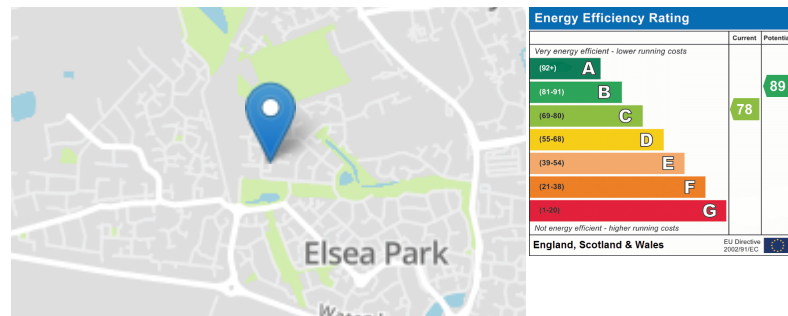 Elsea Park
Energy Efficiency Rating
Current
Very energy efficient - lower running costs
(92+) A
(81-91) B
89
(69-80) C
78
(55-68) D
(39-54) E
(21-38) F
(1-20) G
Not energy efficient - higher running costs
England, Scotland & Wales
EU Directive
2002/91/EC